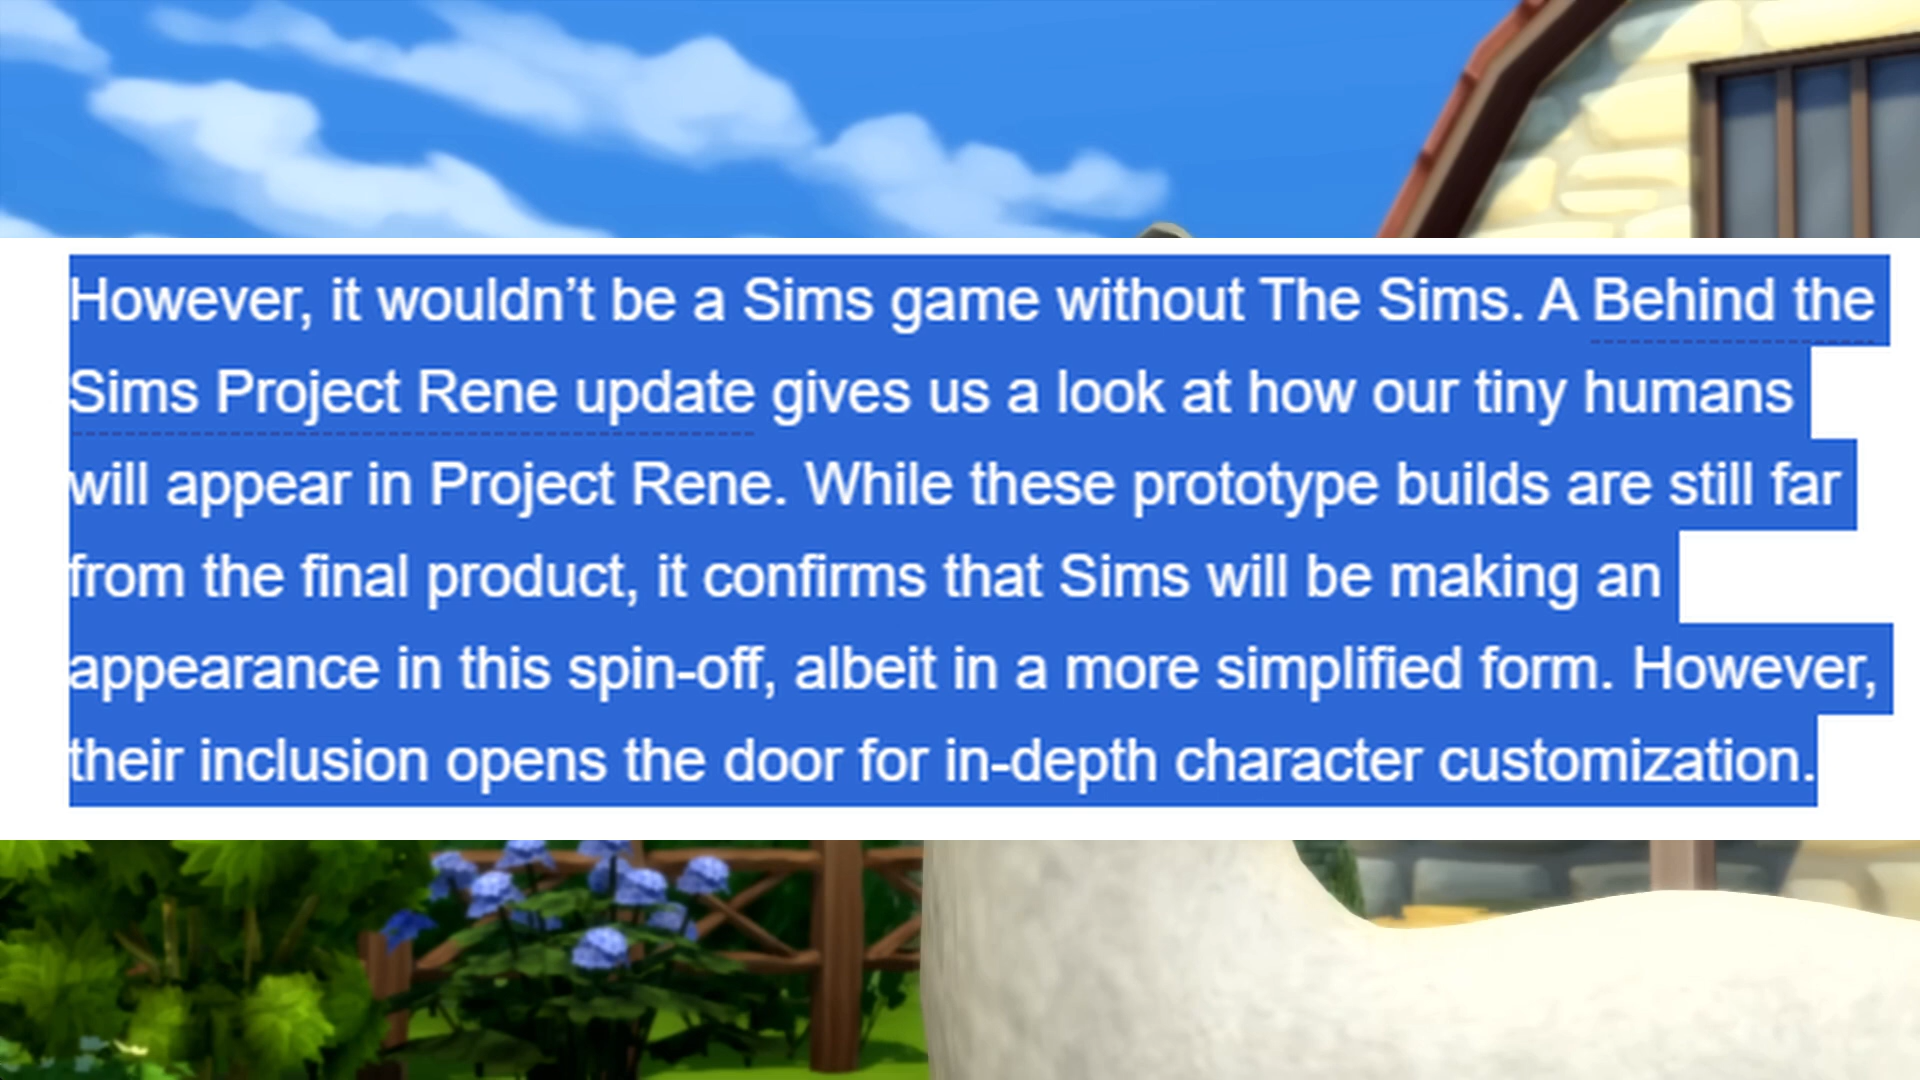 However, it wouldn’t be a Sims game without The Sims. A Behind the
Sims Project Rene update gives us a look at how our tiny humans
will appear in Project Rene. While these prototype builds are still far
from the final product, it confirms that Sims will be making an
appearance in this spin-off, albeit in a more simplified form. However,
their inclusion opens the door for in-depth character customization.